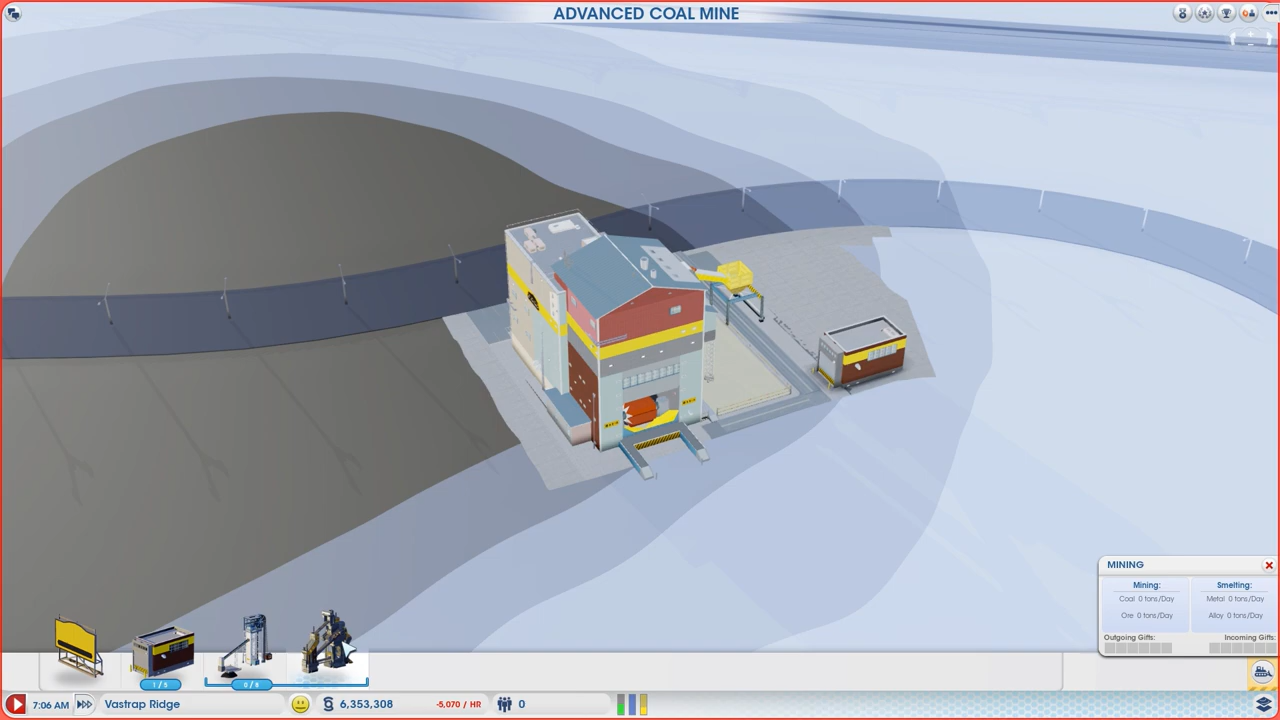 ADVANCED COAL MINE
MINING
Mining:
Smelting:
Coal 0 tons/Day
Metal 0 tons/Day
Ore 0 tons/Day
Alloy 0 tons/Day
Outgoing Gifts:
Incoming Gifts:
1 / 5
0 / 8
7:06 AM
Vastrap Ridge
6,353,308
-5,070 / HR
0